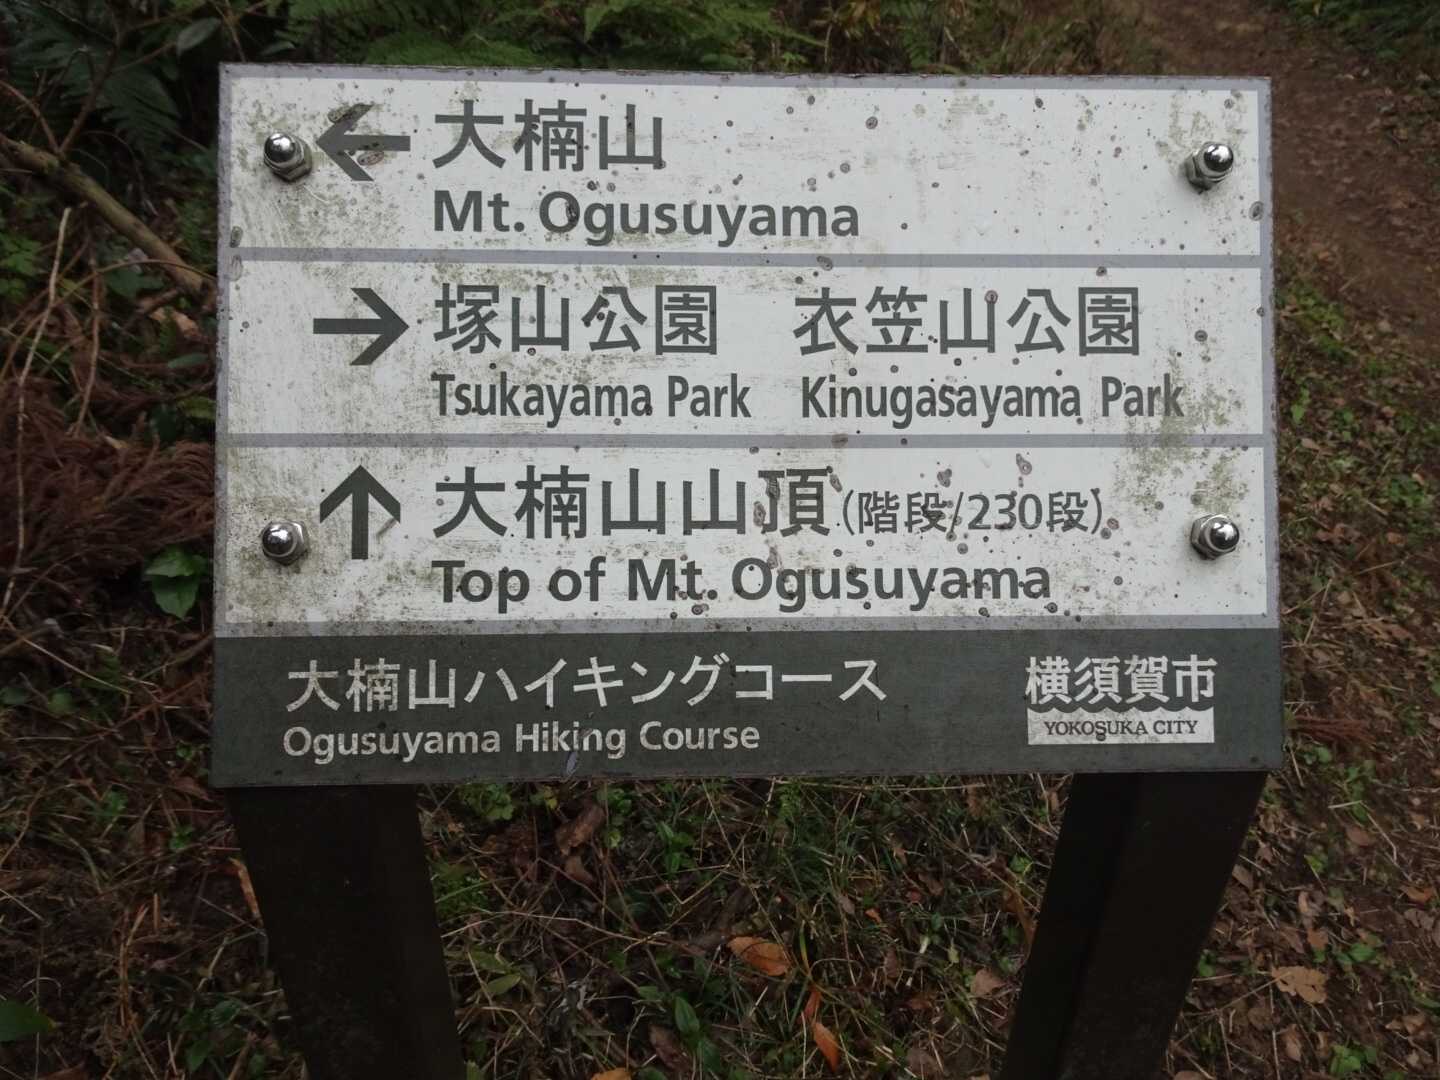 ← 大楠山
Mt. Ogusuyama
→ 塚山公園 衣笠山公園
Tsukayama Park Kinugasayama Park
↑ 大楠山山頂(階段/230段)
Top of Mt. Ogusuyama
大楠山ハイキングコース
Ogusuyama Hiking Course
横須賀市
YOKOSUKA CITY